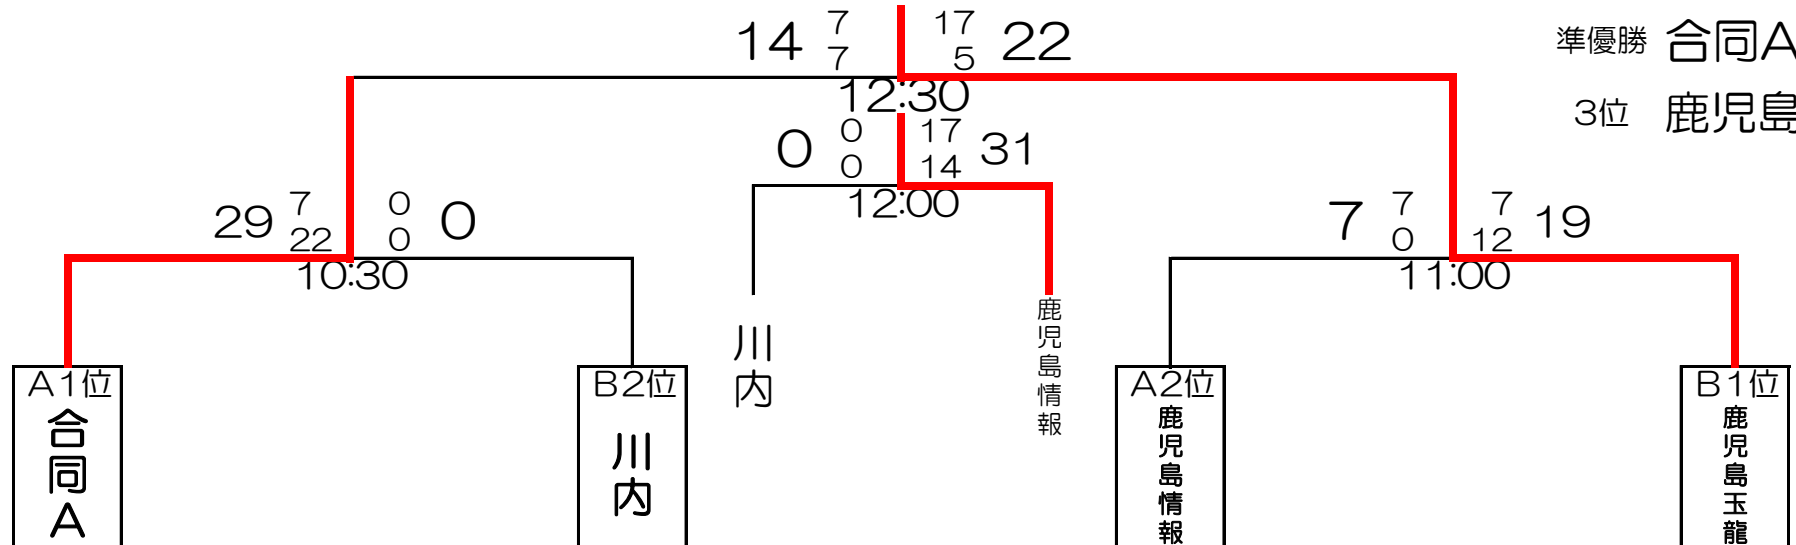 14 7 17 22
7 5
12:30
準優勝 合同A
3位 鹿児島
0 0 17 31
0 14
12:00
29 7 0 0
22 0
10:30
7 7 7 19
0 12
11:00
川内
鹿児島情報
A1位
合同A
B2位
川内
A2位
鹿児島情報
B1位
鹿児島玉龍